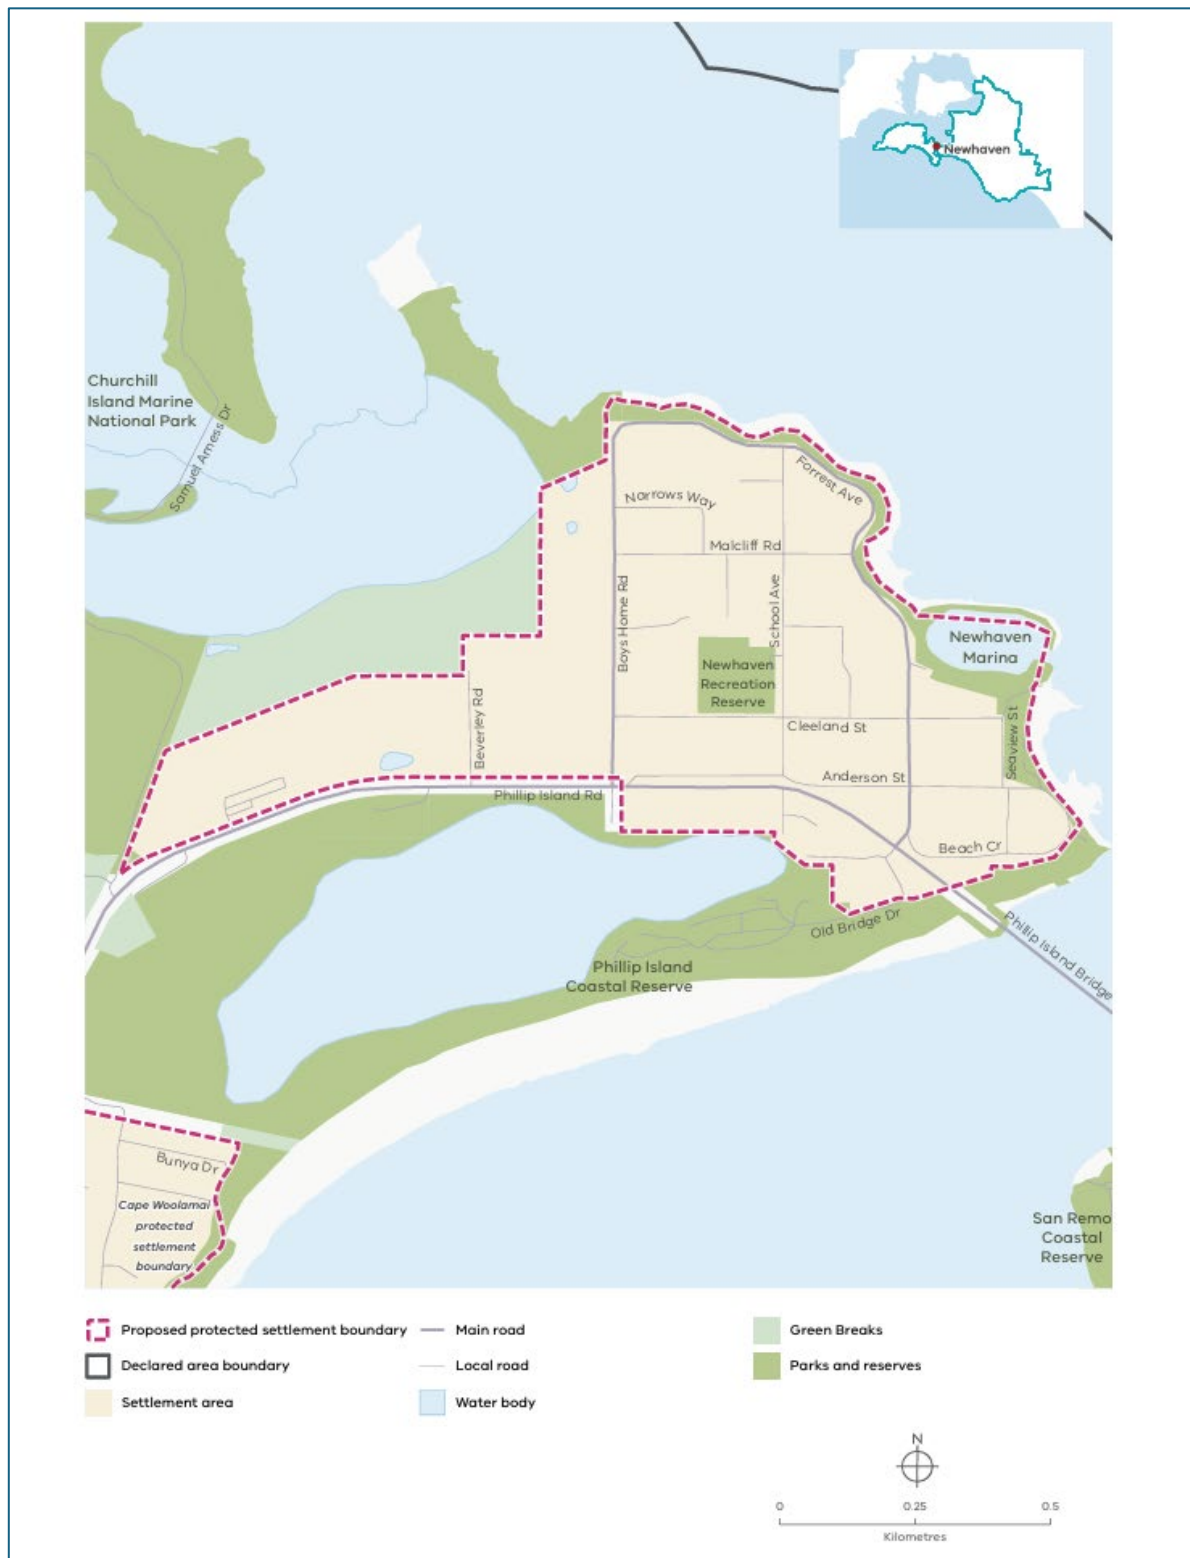 Newhaven
Churchill
Island Marine
National Park
Samuel Amess Dr
Forrest Ave
Narrows Way
Malcliff Rd
Boys Home Rd
School Ave
Newhaven
Marina
Newhaven
Recreation
Reserve
Beverley Rd
Cleeland St
Seaview St
Anderson St
Phillip Island Rd
Beach Cr
Old Bridge Dr
Phillip Island Bridge
Phillip Island
Coastal Reserve
Bunya Dr
Cape Woolamai
protected
settlement
boundary
San Remo
Coastal
Reserve
Proposed protected settlement boundary
Main road
Green Breaks
Declared area boundary
Local road
Parks and reserves
Settlement area
Water body
N
0
0.25
0.5
Kilometres